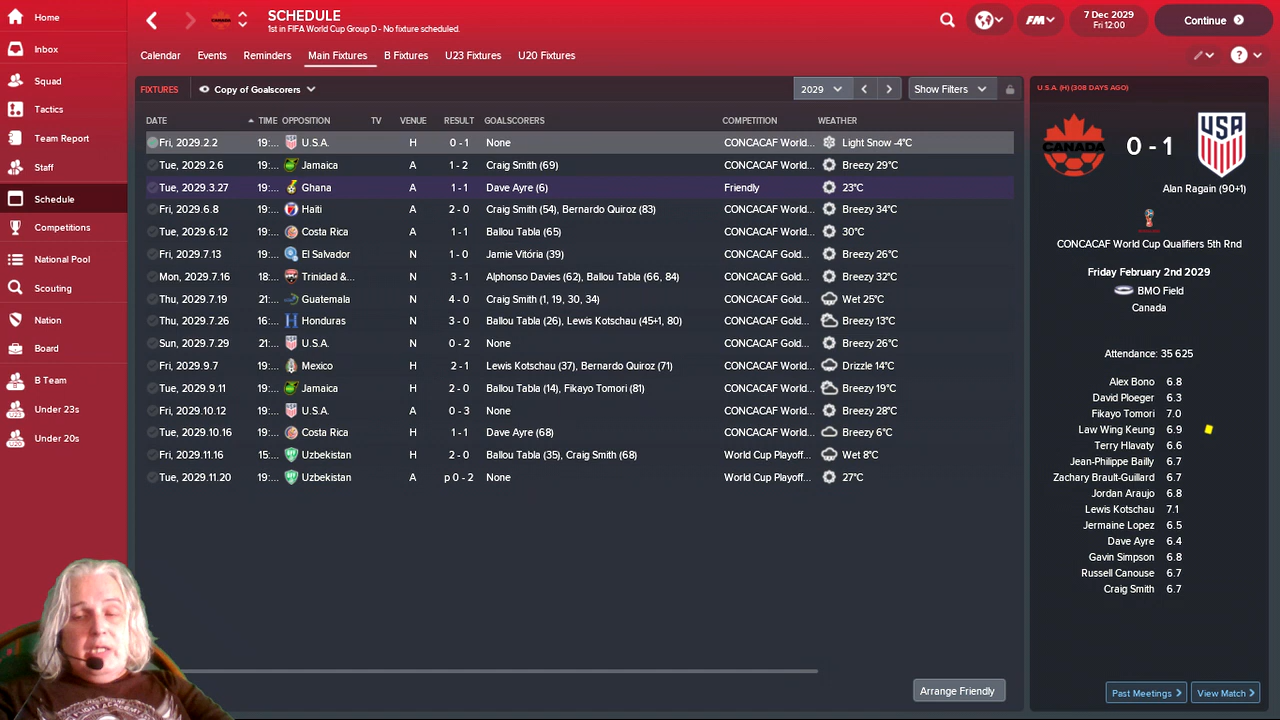 Home
Inbox
Squad
Tactics
Team Report
Staff
Schedule
Competitions
National Pool
Scouting
Nation
Board
B Team
Under 23s
Under 20s
SCHEDULE
1st in FIFA World Cup Group D - No fixture scheduled.
FM
7 Dec 2029
Fri 12:00
Continue
Calendar Events Reminders Main Fixtures B Fixtures U23 Fixtures U20 Fixtures
FIXTURES Copy of Goalscorers 2029 Show Filters
DATE TIME OPPOSITION TV VENUE RESULT GOALSCORERS COMPETITION WEATHER
Fri, 2029.2.2 19:... U.S.A. H 0 - 1 None CONCACAF World... Light Snow -4°C
Tue, 2029.2.6 19:... Jamaica A 1 - 2 Craig Smith (69) CONCACAF World... Breezy 29°C
Tue, 2029.3.27 19:... Ghana A 1 - 1 Dave Ayre (6) Friendly 23°C
Fri, 2029.6.8 19:... Haiti A 2 - 0 Craig Smith (54), Bernardo Quiroz (83) CONCACAF World... Breezy 34°C
Tue, 2029.6.12 19:... Costa Rica A 1 - 1 Ballou Tabla (65) CONCACAF World... 30°C
Fri, 2029.7.13 19:... El Salvador N 1 - 0 Jamie Vitória (39) CONCACAF Gold... Breezy 26°C
Mon, 2029.7.16 18:... Trinidad &... N 3 - 1 Alphonso Davies (62), Ballou Tabla (66, 84) CONCACAF Gold... Breezy 32°C
Thu, 2029.7.19 21:... Guatemala N 4 - 0 Craig Smith (1, 19, 30, 34) CONCACAF Gold... Wet 25°C
Thu, 2029.7.26 16:... Honduras N 3 - 0 Ballou Tabla (26), Lewis Kotschau (45+1, 80) CONCACAF Gold... Breezy 13°C
Sun, 2029.7.29 21:... U.S.A. N 0 - 2 None CONCACAF Gold... Breezy 26°C
Fri, 2029.9.7 19:... Mexico H 2 - 1 Lewis Kotschau (37), Bernardo Quiroz (71) CONCACAF World... Drizzle 14°C
Tue, 2029.9.11 19:... Jamaica H 2 - 0 Ballou Tabla (14), Fikayo Tomori (81) CONCACAF World... Breezy 19°C
Fri, 2029.10.12 19:... U.S.A. A 0 - 3 None CONCACAF World... Breezy 28°C
Tue, 2029.10.16 19:... Costa Rica H 1 - 1 Dave Ayre (68) CONCACAF World... Breezy 6°C
Fri, 2029.11.16 15:... Uzbekistan H 2 - 0 Ballou Tabla (35), Craig Smith (68) World Cup Playoff... Wet 8°C
Tue, 2029.11.20 19:... Uzbekistan A p 0 - 2 None World Cup Playoff... 27°C
Arrange Friendly
U.S.A. (H) (308 DAYS AGO)
CANADA 0 - 1 USA
Alan Ragain (90+1)
CONCACAF World Cup Qualifiers 5th Rnd
Friday February 2nd 2029
BMO Field
Canada
Attendance: 35 625
Alex Bono 6.8
David Ploeger 6.3
Fikayo Tomori 7.0
Law Wing Keung 6.9
Terry Hlavaty 6.6
Jean-Philippe Bailly 6.7
Zachary Brault-Guillard 6.7
Jordan Araujo 6.8
Lewis Kotschau 7.1
Jermaine Lopez 6.5
Dave Ayre 6.4
Gavin Simpson 6.8
Russell Canouse 6.7
Craig Smith 6.7
Past Meetings View Match